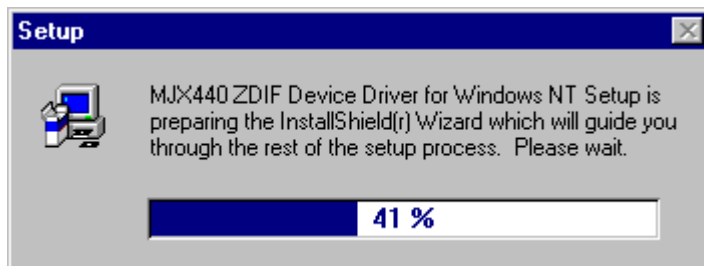 Setup
MJX440 ZDIF Device Driver for Windows NT Setup is
preparing the InstallShield(r) Wizard which will guide you
through the rest of the setup process.  Please wait.
41 %